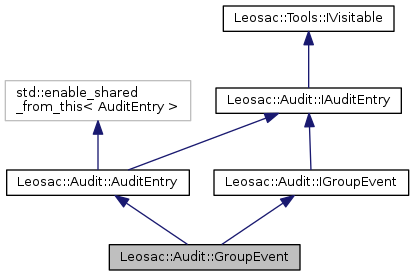 Leosac::Tools::IVisitable
std::enable_shared
_from_this< AuditEntry >
Leosac::Audit::IAuditEntry
Leosac::Audit::AuditEntry
Leosac::Audit::IGroupEvent
Leosac::Audit::GroupEvent